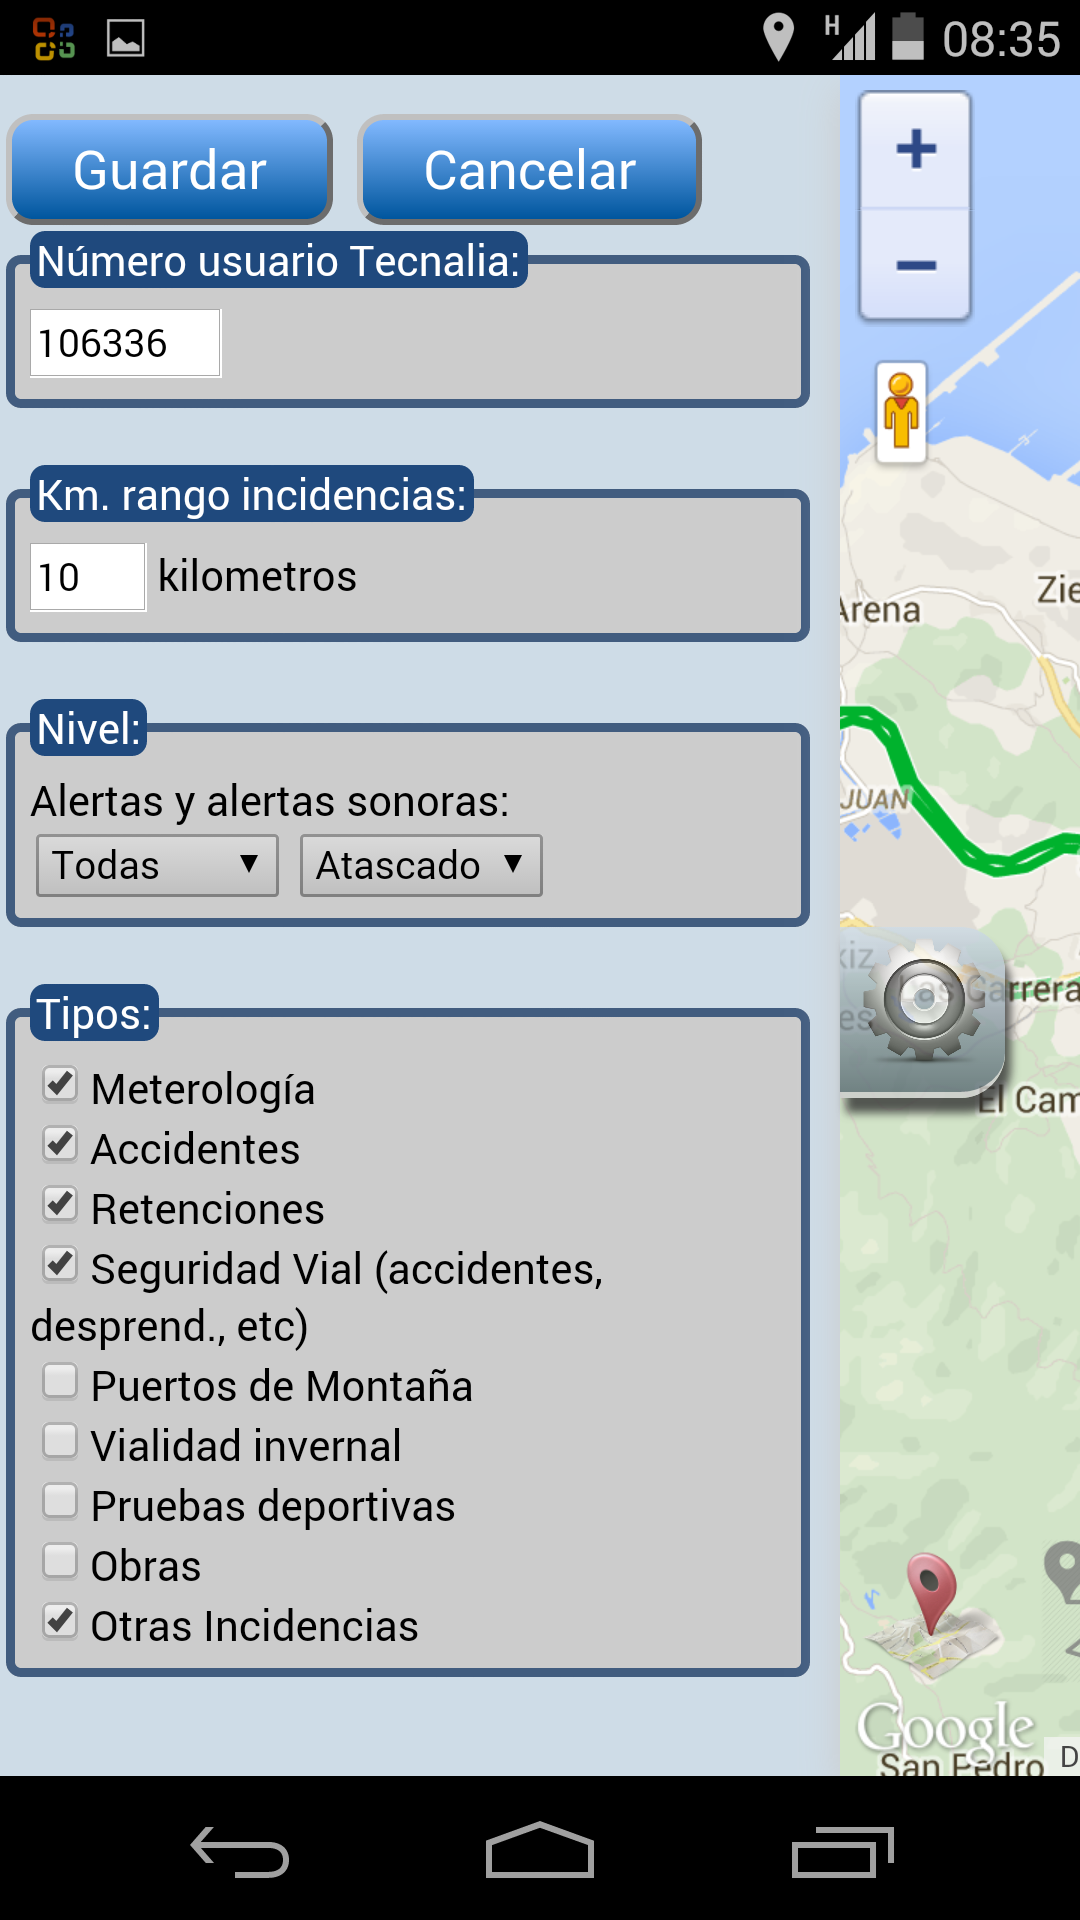 H 08:35
Guardar Cancelar
Número usuario Tecnalia:
106336
Km. rango incidencias:
10 kilometros
Nivel:
Alertas y alertas sonoras:
Todas Atascado
Tipos:
Meterología
Accidentes
Retenciones
Seguridad Vial (accidentes,
desprend., etc)
Puertos de Montaña
Vialidad invernal
Pruebas deportivas
Obras
Otras Incidencias
Zie
Arena
JUAN
kiz
Las Carrera
es
El Cam
Google
San Pedro
D